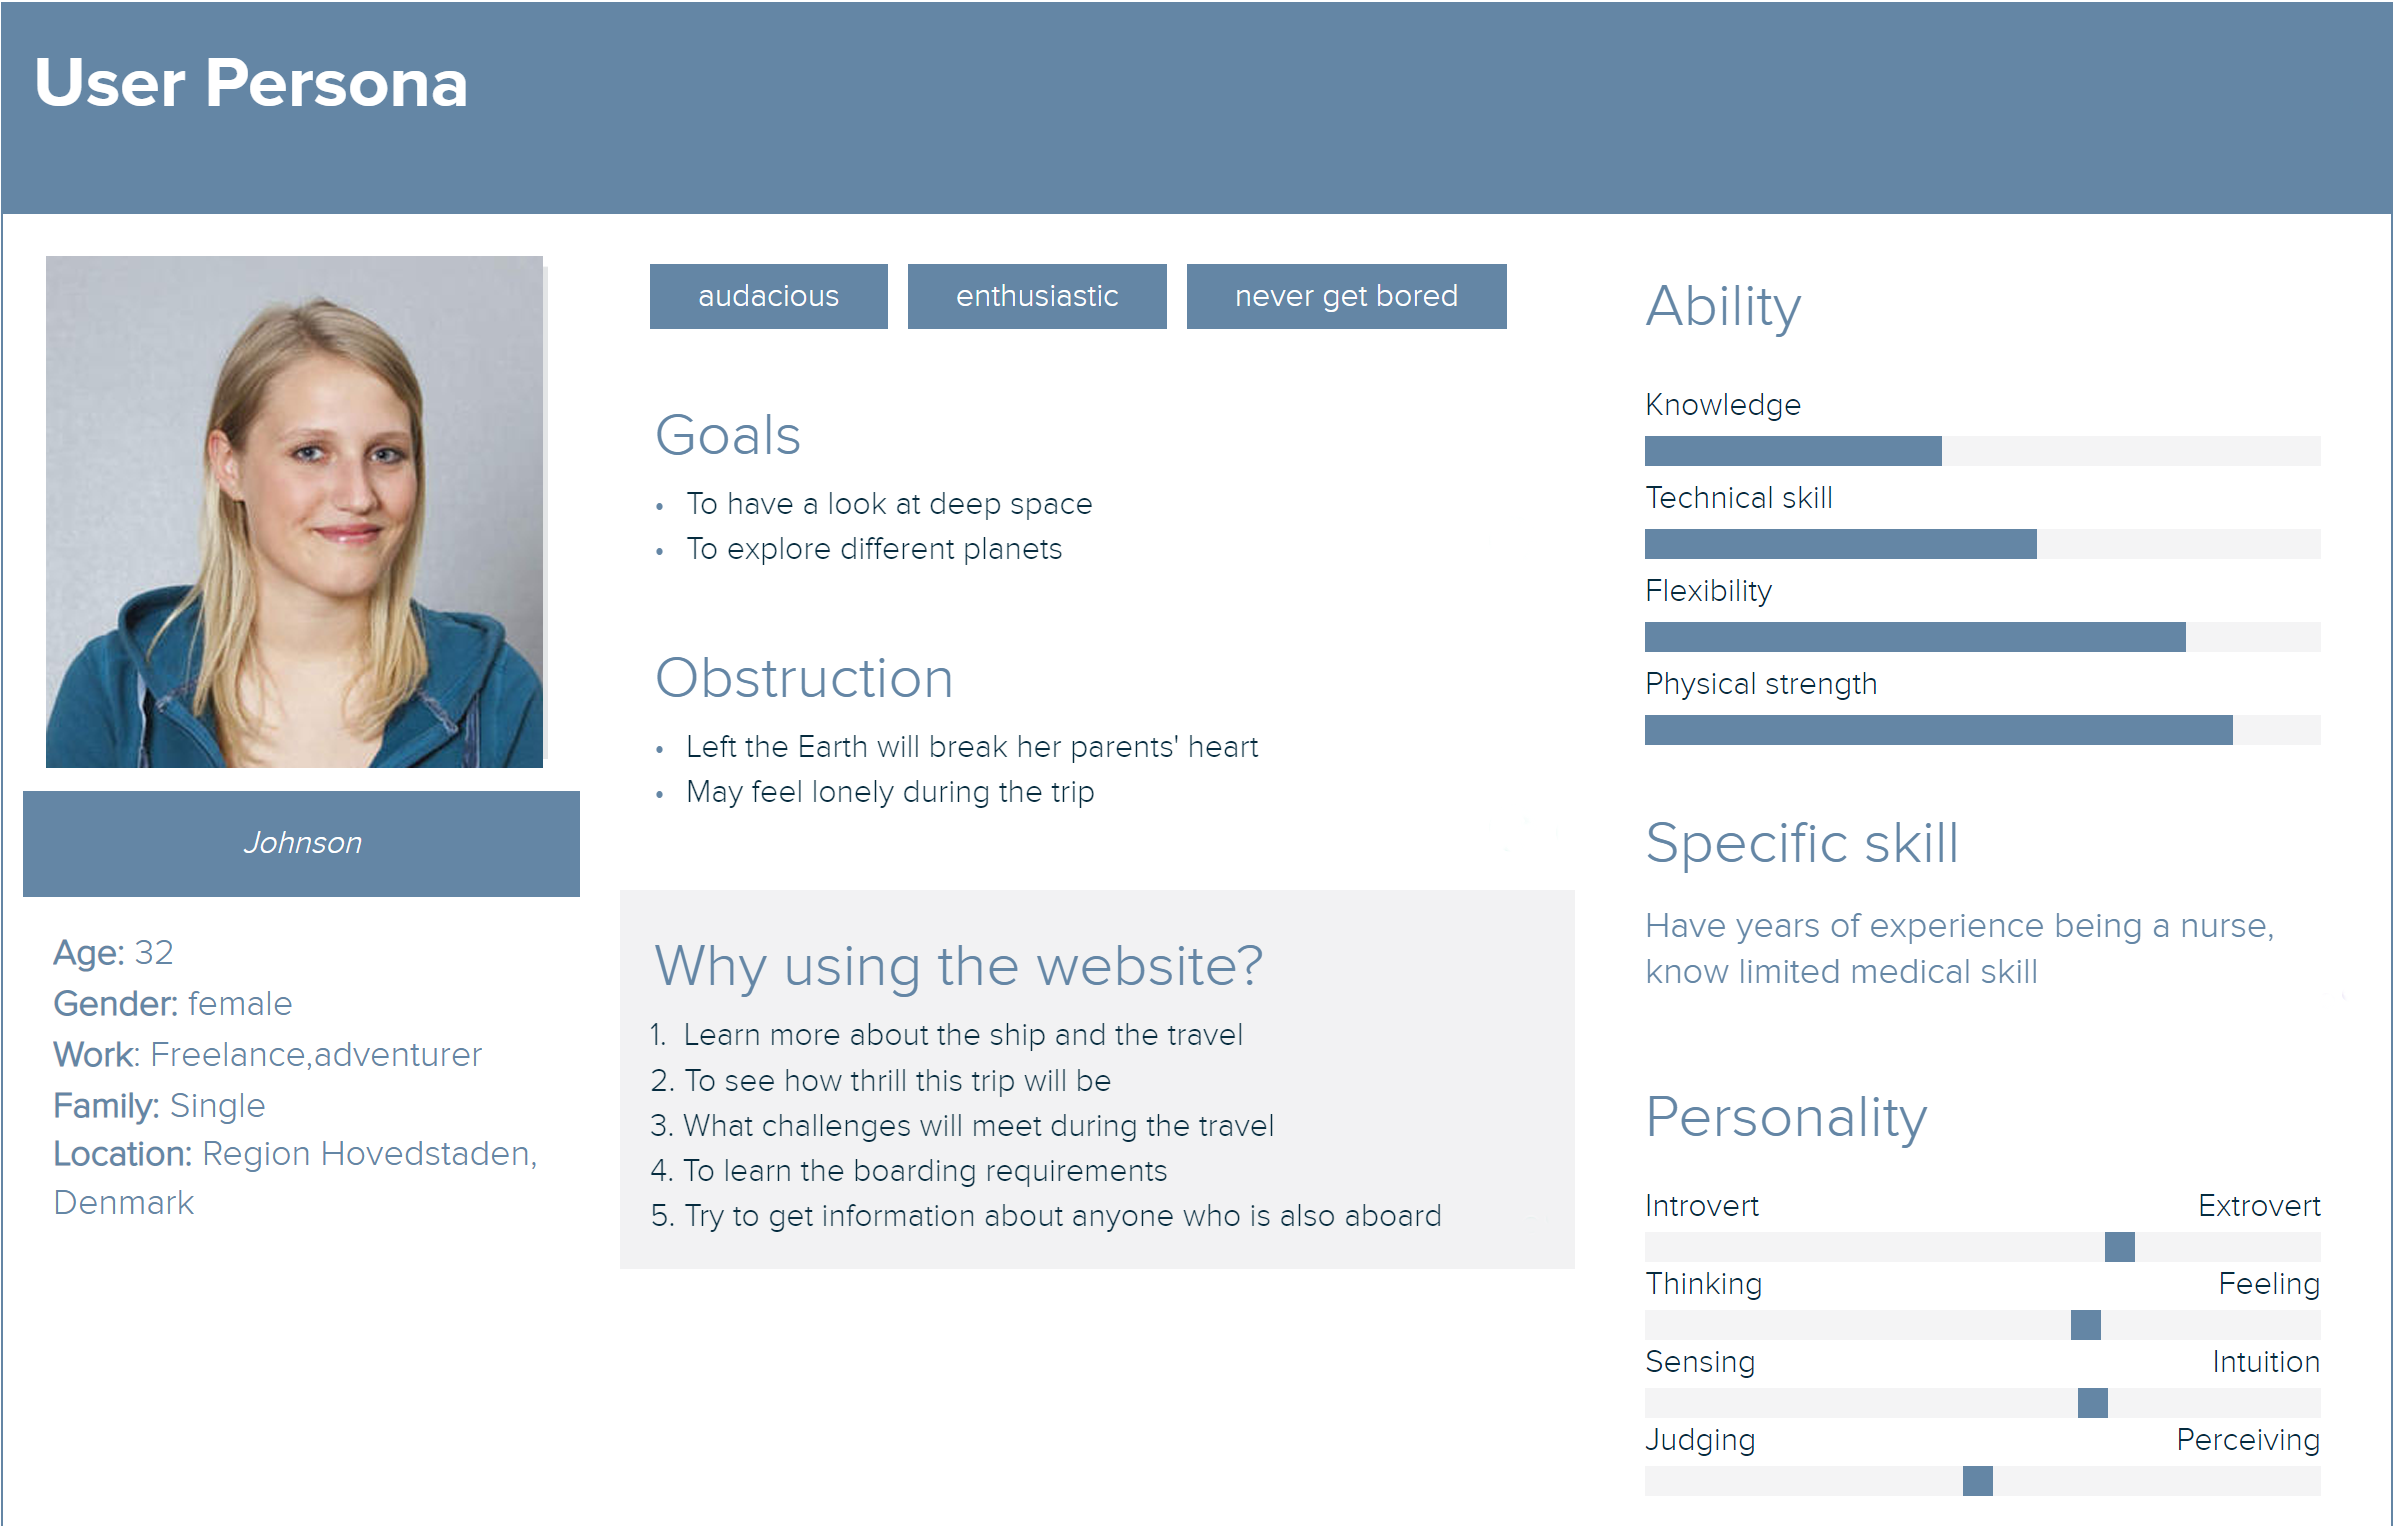 User Persona
Johnson
Age: 32
Gender: female
Work: Freelance,adventurer
Family: Single
Location: Region Hovedstaden,
Denmark
audacious
enthusiastic
never get bored
Goals
• To have a look at deep space
• To explore different planets
Obstruction
• Left the Earth will break her parents' heart
• May feel lonely during the trip
Why using the website?
1. Learn more about the ship and the travel
2. To see how thrill this trip will be
3. What challenges will meet during the travel
4. To learn the boarding requirements
5. Try to get information about anyone who is also aboard
Ability
Knowledge
Technical skill
Flexibility
Physical strength
Specific skill
Have years of experience being a nurse,
know limited medical skill
Personality
Introvert Extrovert
Thinking Feeling
Sensing Intuition
Judging Perceiving